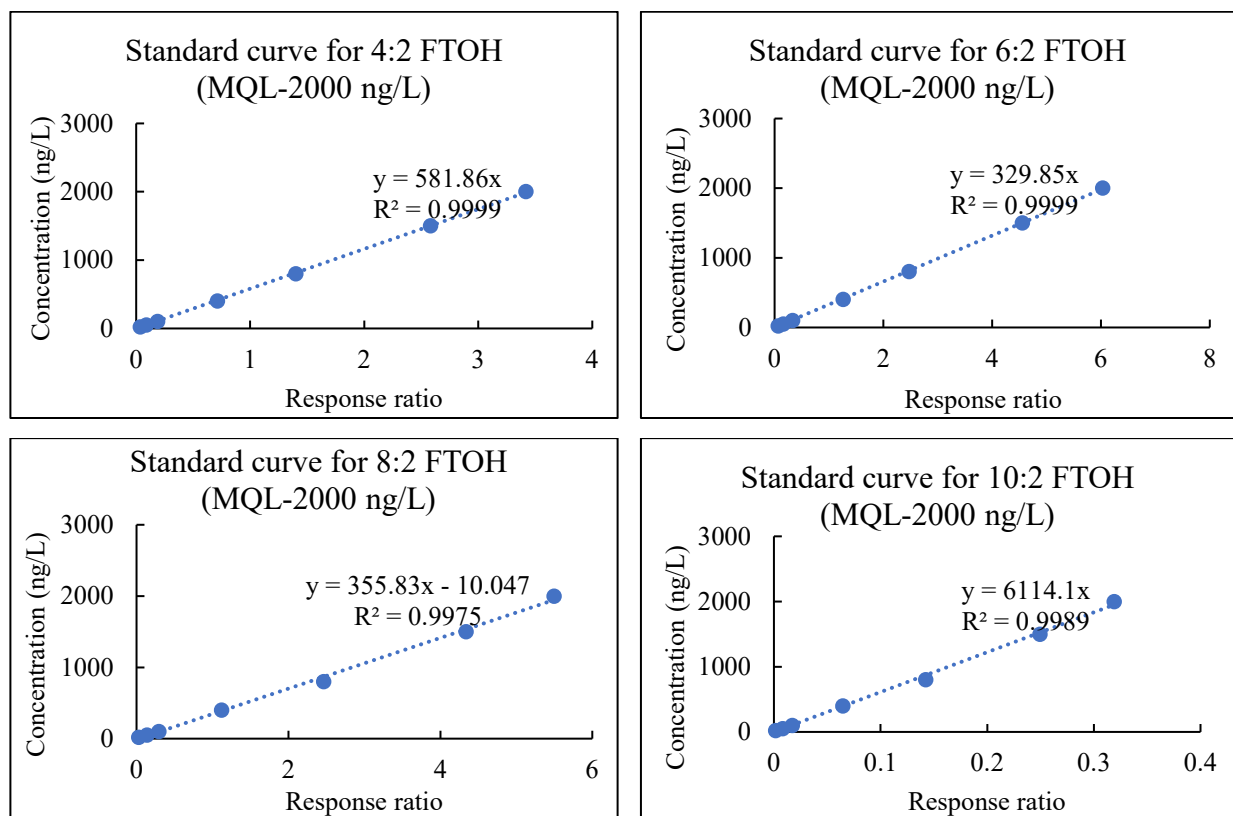 Standard curve for 4:2 FTOH
(MQL-2000 ng/L)
Concentration (ng/L)
3000
2000
1000
0
y = 581.86x
R² = 0.9999
0 1 2 3 4
Response ratio
Standard curve for 6:2 FTOH
(MQL-2000 ng/L)
Concentration (ng/L)
3000
2000
1000
0
y = 329.85x
R² = 0.9999
0 2 4 6 8
Response ratio
Standard curve for 8:2 FTOH
(MQL-2000 ng/L)
Concentration (ng/L)
3000
2000
1000
0
y = 355.83x - 10.047
R² = 0.9975
0 2 4 6
Response ratio
Standard curve for 10:2 FTOH
(MQL-2000 ng/L)
Concentration (ng/L)
3000
2000
1000
0
y = 6114.1x
R² = 0.9989
0 0.1 0.2 0.3 0.4
Response ratio